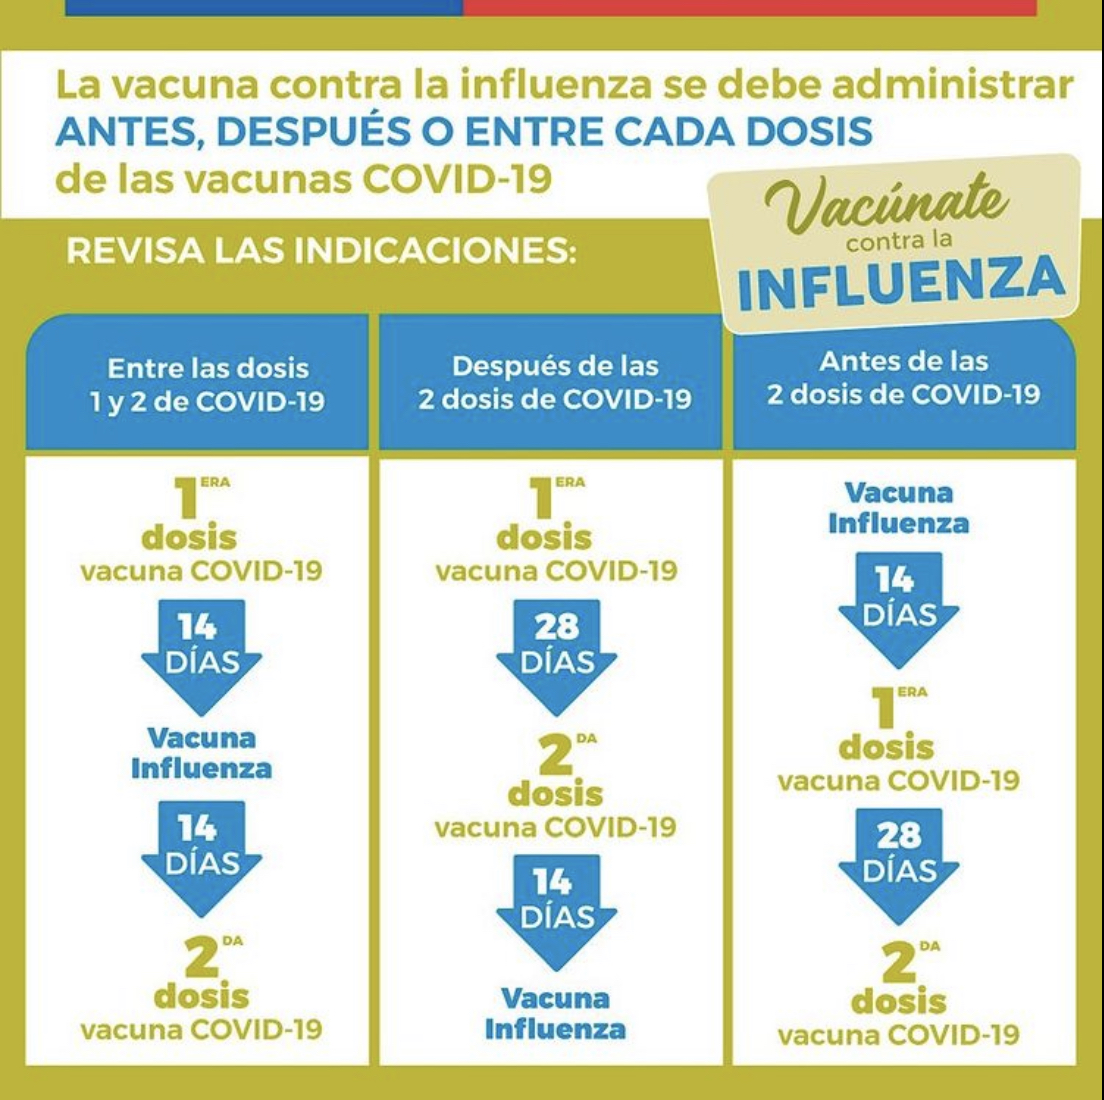 La vacuna contra la influenza se debe administrar
ANTES, DESPUÉS O ENTRE CADA DOSIS
de las vacunas COVID-19
Vacúnate
contra la
INFLUENZA
REVISA LAS INDICACIONES:
Entre las dosis
1 y 2 de COVID-19
1ERA
dosis
vacuna COVID-19
14
DÍAS
Vacuna
Influenza
14
DÍAS
2DA
dosis
vacuna COVID-19
Después de las
2 dosis de COVID-19
1ERA
dosis
vacuna COVID-19
28
DÍAS
2DA
dosis
vacuna COVID-19
14
DÍAS
Vacuna
Influenza
Antes de las
2 dosis de COVID-19
Vacuna
Influenza
14
DÍAS
1ERA
dosis
vacuna COVID-19
28
DÍAS
2DA
dosis
vacuna COVID-19